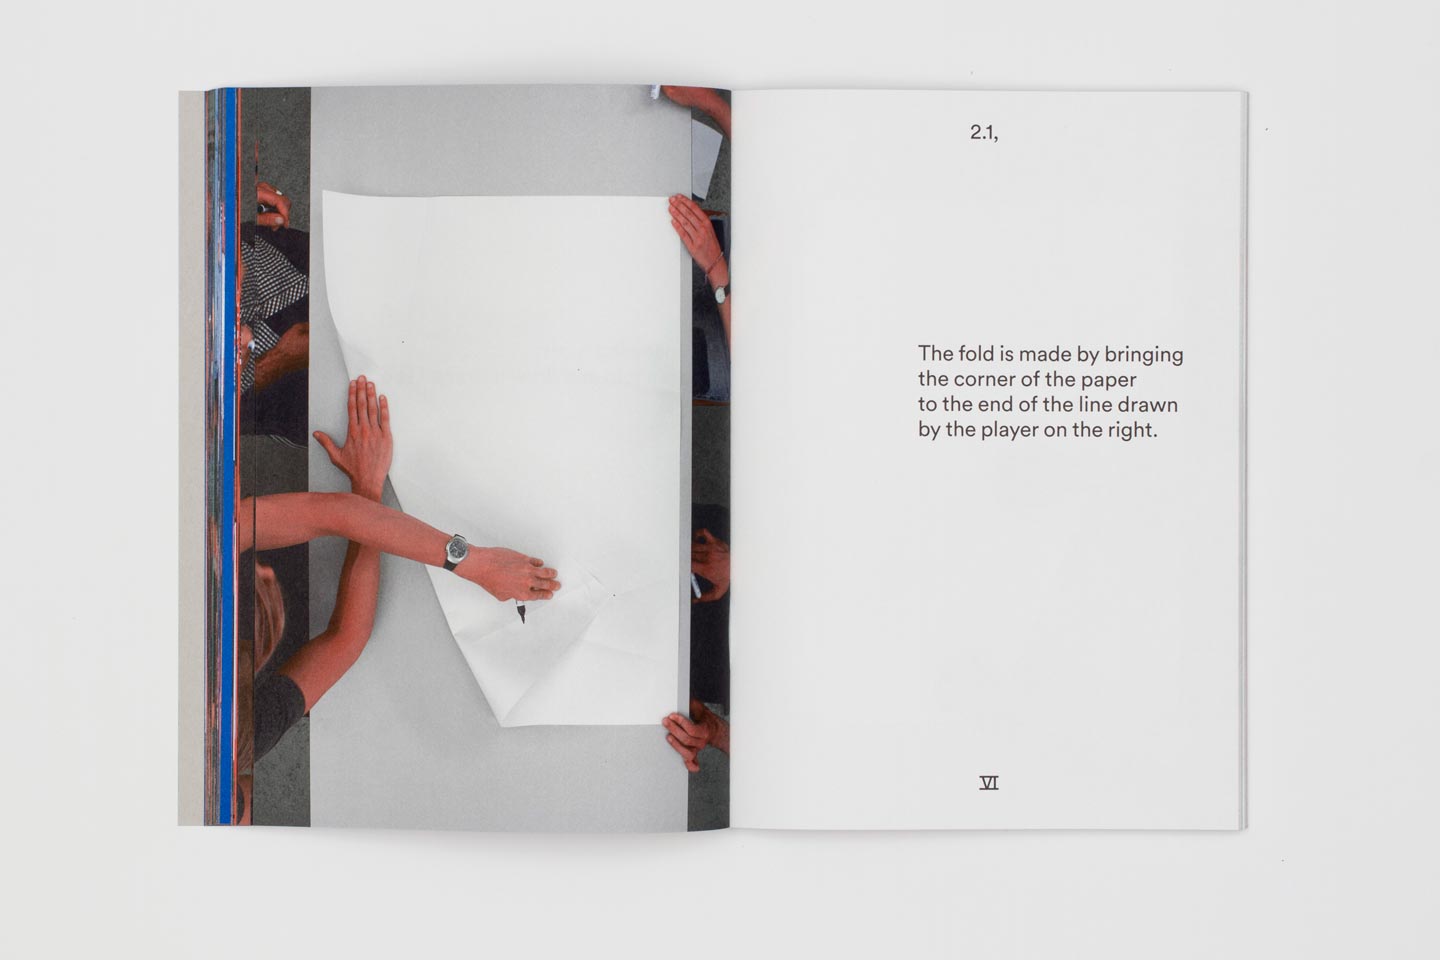 2.1,
The fold is made by bringing
the corner of the paper
to the end of the line drawn
by the player on the right.
VI